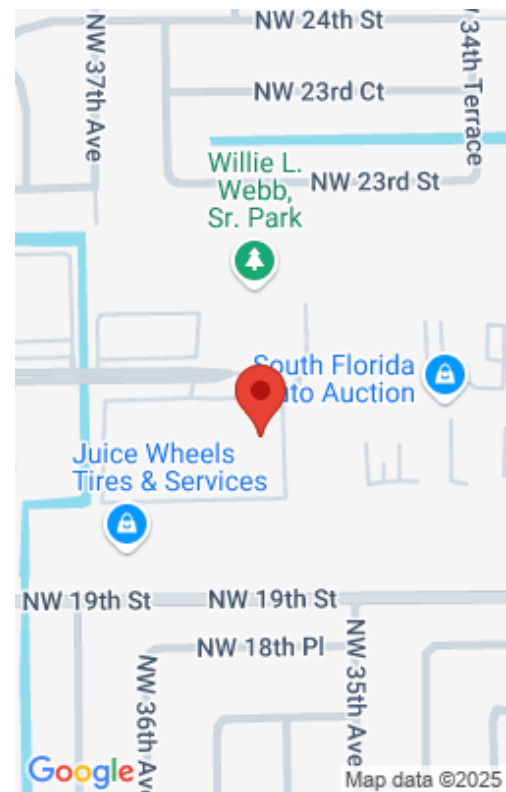 NW 24th St
NW 37th Ave
34th Terrace
NW 23rd Ct
Willie L.
Webb,
Sr. Park
NW 23rd St
South Florida
Auto Auction
Juice Wheels
Tires & Services
NW 19th St
NW 19th St
NW 18th Pl
NW 36th Av
NW 35th Ave
Google
Map data ©2025